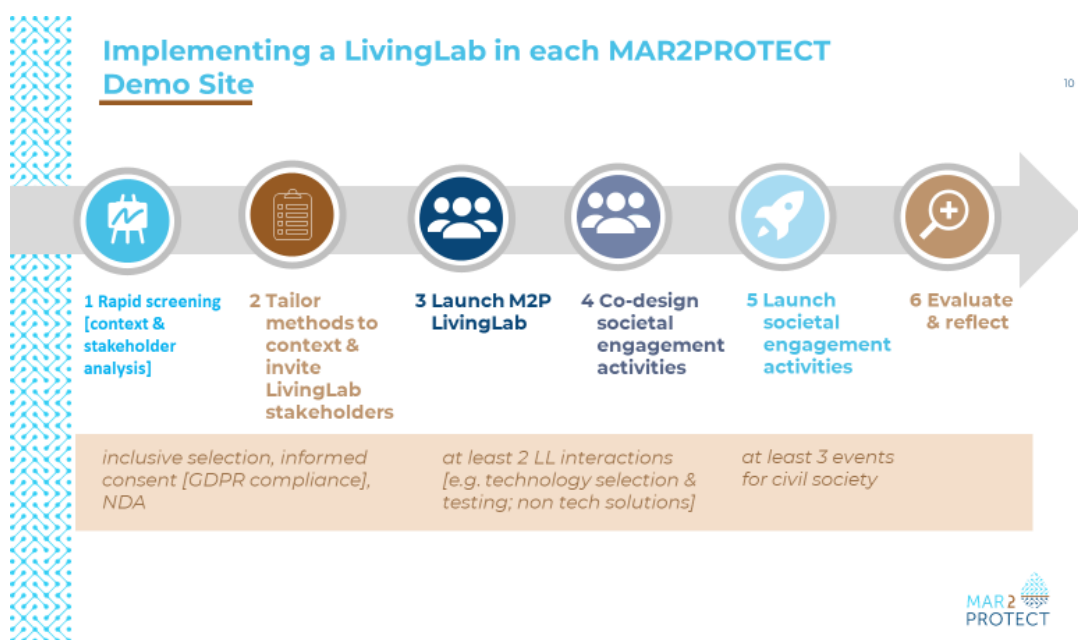 Implementing a LivingLab in each MAR2PROTECT
Demo Site
10
1 Rapid screening
[context &
stakeholder
analysis]
2 Tailor
methods to
context &
invite
LivingLab
stakeholders
3 Launch M2P
LivingLab
4 Co-design
societal
engagement
activities
5 Launch
societal
engagement
activities
6 Evaluate
& reflect
inclusive selection, informed
consent [GDPR compliance],
NDA
at least 2 LL interactions
[e.g. technology selection &
testing; non tech solutions]
at least 3 events
for civil society
MAR2
PROTECT